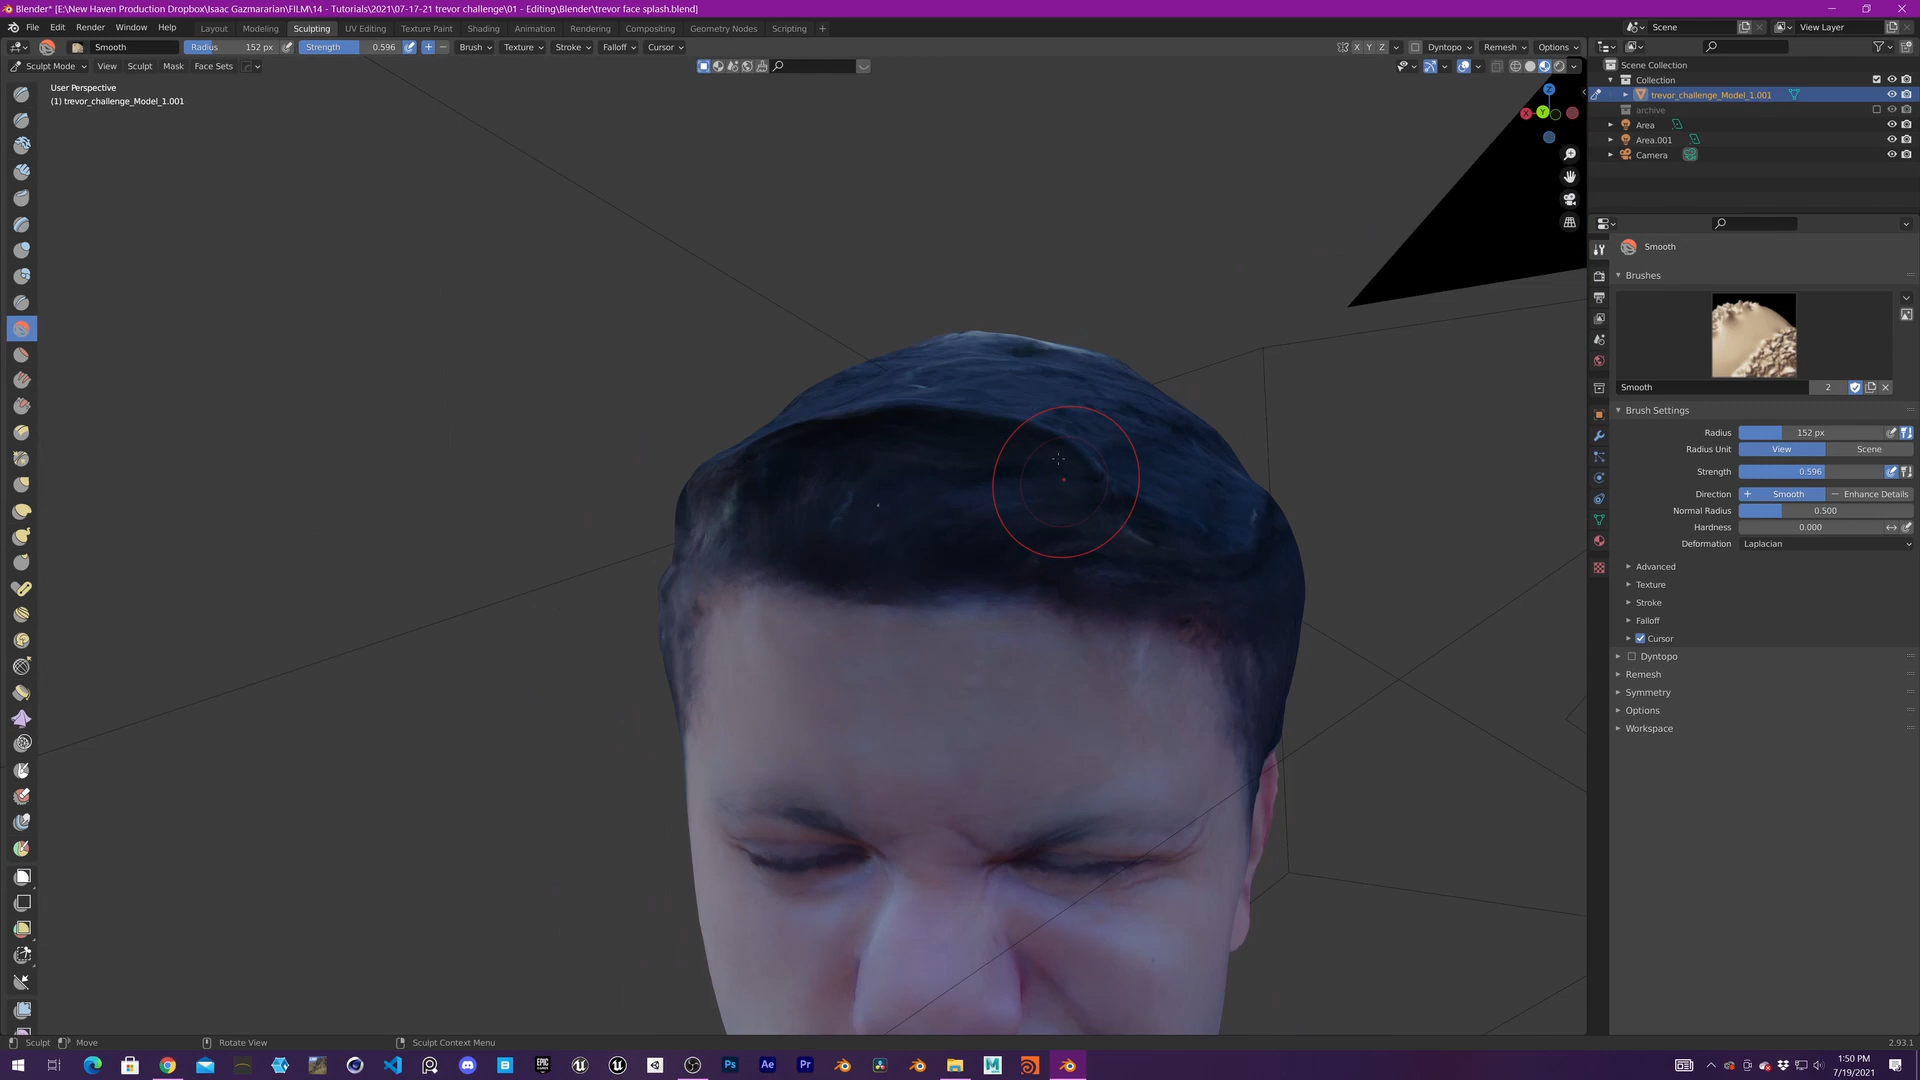 Blender* [E:\New Haven Production Dropbox\Isaac Gazmararian\FILM\14 - Tutorials\2021\07-17-21 trevor challenge\01 - Editing\Blender\trevor face splash.blend]
File Edit Render Window Help Layout Modeling Sculpting UV Editing Texture Paint Shading Animation Rendering Compositing Geometry Nodes Scripting + Scene View Layer
Smooth Radius 152 px Strength 0.596 Brush Texture Stroke Falloff Cursor X Y Z Dyntopo Remesh Options
Sculpt Mode View Sculpt Mask Face Sets
User Perspective
(1) trevor_challenge_Model_1.001
Z
X Y
Scene Collection
Collection
trevor_challenge_Model_1.001
archive
Area
Area.001
Camera
Smooth
Brushes
Smooth 2
Brush Settings
Radius 152 px
Radius Unit View Scene
Strength 0.596
Direction + Smooth − Enhance Details
Normal Radius 0.500
Hardness 0.000
Deformation Laplacian
Advanced
Texture
Stroke
Falloff
Cursor
Dyntopo
Remesh
Symmetry
Options
Workspace
Sculpt Move Rotate View Sculpt Context Menu 2.93.1
EPIC GAMES Ps Ae Pr
1:50 PM
7/19/2021